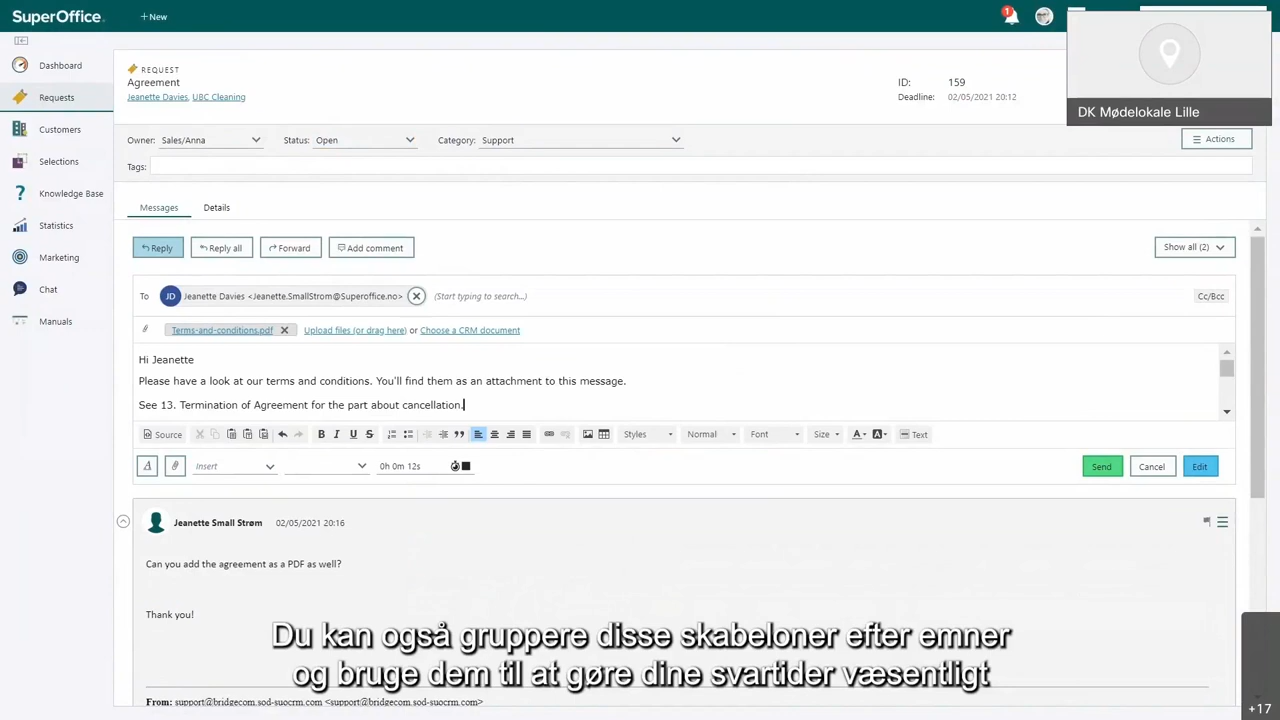 SuperOffice
+New
1
DK Mødelokale Lille
Dashboard
Requests
Customers
Selections
Knowledge Base
Statistics
Marketing
Chat
Manuals
REQUEST
Agreement
Jeanette Davies, UBC Cleaning
ID: 159
Deadline: 02/05/2021 20:12
Owner: Sales/Anna Status: Open Category: Support
Actions
Tags:
Messages Details
Reply Reply all Forward Add comment
Show all (2)
To JD Jeanette Davies <Jeanette.SmallStrom@Superoffice.no> (Start typing to search...) Cc/Bcc
Terms-and-conditions.pdf Upload files (or drag here) or Choose a CRM document
Hi Jeanette
Please have a look at our terms and conditions. You'll find them as an attachment to this message.
See 13. Termination of Agreement for the part about cancellation.
Source B I U S Styles Normal Font Size A A Text
A Insert 0h 0m 12s Send Cancel Edit
Jeanette Small Strøm 02/05/2021 20:16
Can you add the agreement as a PDF as well?
Thank you!
Du kan også gruppere disse skabeloner efter emner
og bruge dem til at gøre dine svartider væsentligt
From: support@bridgecom.sod-suocrm.com <support@bridgecom.sod-suocrm.com>
+17